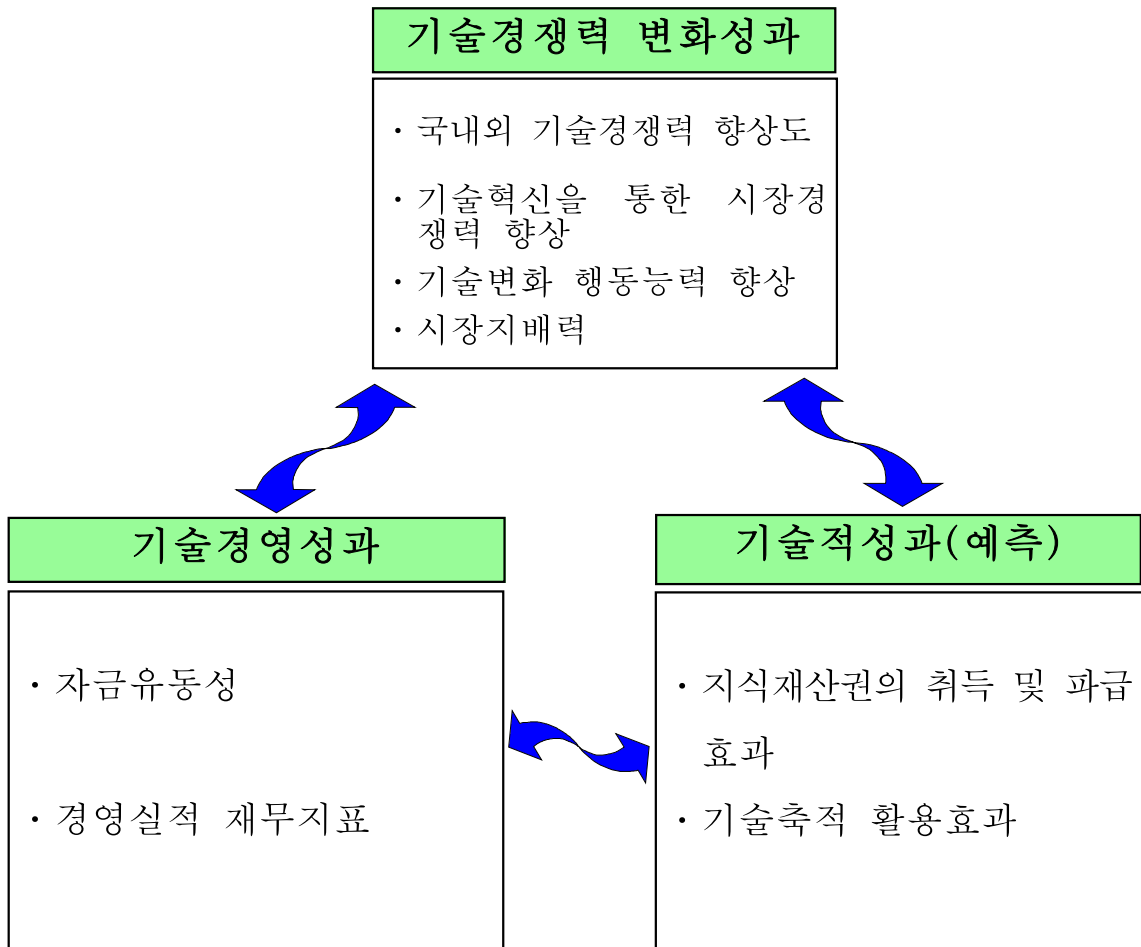 기술경쟁력 변화성과
· 국내외 기술경쟁력 향상도
· 기술혁신을 통한 시장경
쟁력 향상
· 기술변화 행동능력 향상
· 시장지배력
기술경영성과
· 자금유동성
· 경영실적 재무지표
기술적성과(예측)
· 지식재산권의 취득 및 파급
효과
· 기술축적 활용효과